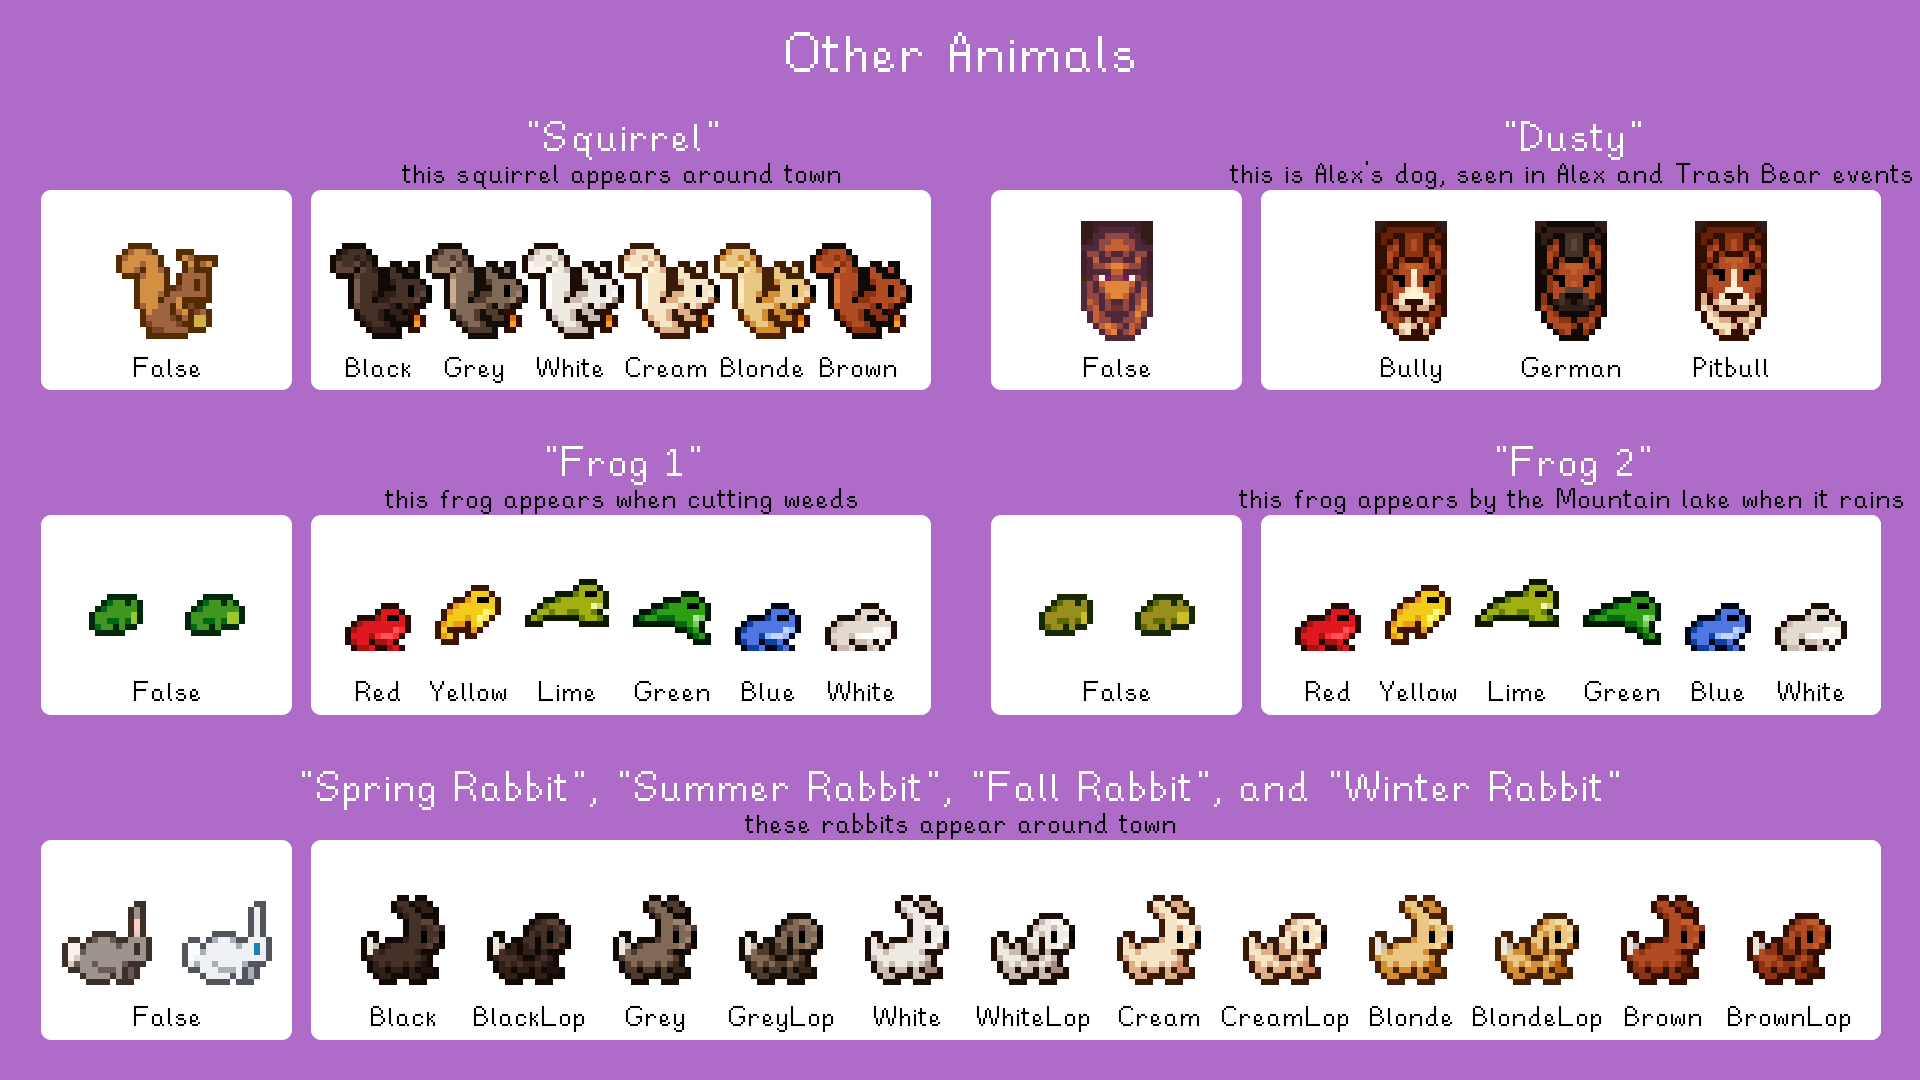 Other Animals
"Squirrel"
this squirrel appears around town
False
Black Grey White Cream Blonde Brown
"Dusty"
this is Alex's dog, seen in Alex and Trash Bear events
False
Bully German Pitbull
"Frog 1"
this frog appears when cutting weeds
False
Red Yellow Lime Green Blue White
"Frog 2"
this frog appears by the Mountain lake when it rains
False
Red Yellow Lime Green Blue White
"Spring Rabbit", "Summer Rabbit", "Fall Rabbit", and "Winter Rabbit"
these rabbits appear around town
False
Black BlackLop Grey GreyLop White WhiteLop Cream CreamLop Blonde BlondeLop Brown BrownLop